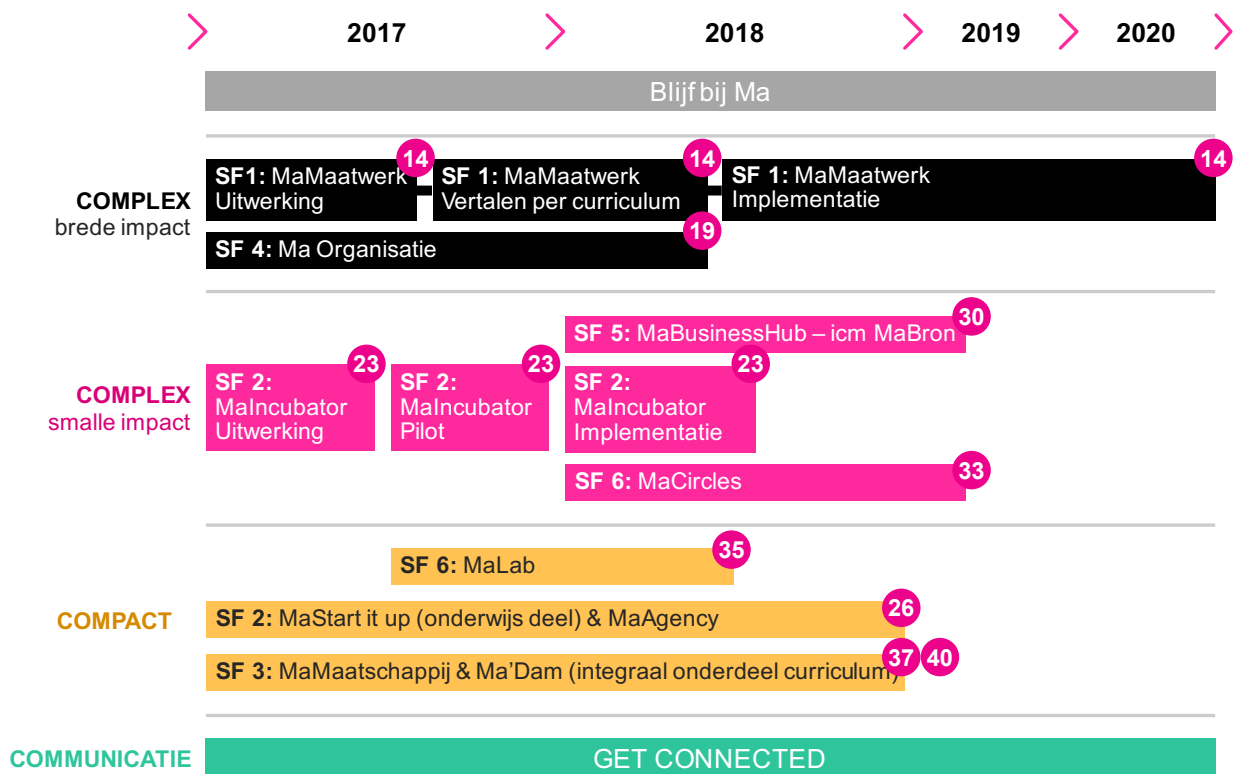 2017 2018 2019 2020
Blijf bij Ma
COMPLEX
brede impact
14
SF1: MaMaatwerk
Uitwerking
14
SF 1: MaMaatwerk
Vertalen per curriculum
14
SF 1: MaMaatwerk
Implementatie
19
SF 4: Ma Organisatie
COMPLEX
smalle impact
30
SF 5: MaBusinessHub – icm MaBron
23
SF 2:
MaIncubator
Uitwerking
23
SF 2:
MaIncubator
Pilot
23
SF 2:
MaIncubator
Implementatie
33
SF 6: MaCircles
COMPACT
35
SF 6: MaLab
26
SF 2: MaStart it up (onderwijs deel) & MaAgency
37 40
SF 3: MaMaatschappij & Ma’Dam (integraal onderdeel curriculum)
COMMUNICATIE
GET CONNECTED